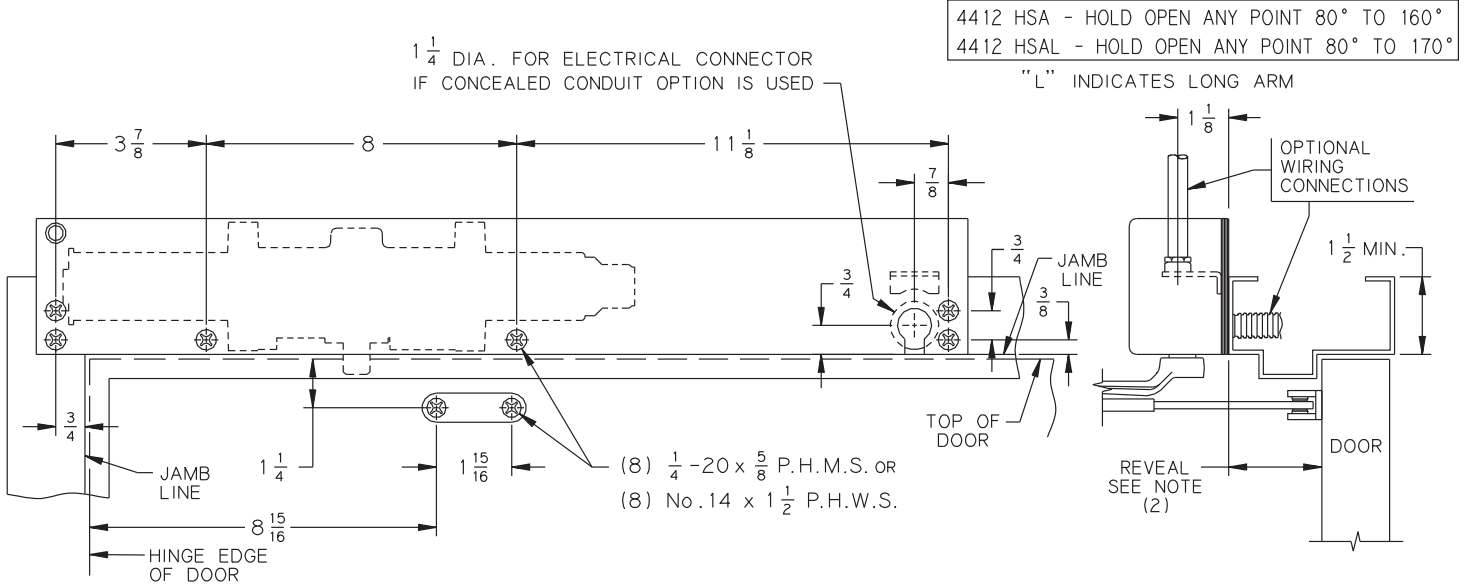 4412 HSA - HOLD OPEN ANY POINT 80° TO 160°
4412 HSAL - HOLD OPEN ANY POINT 80° TO 170°
"L" INDICATES LONG ARM
1 1/4 DIA. FOR ELECTRICAL CONNECTOR
IF CONCEALED CONDUIT OPTION IS USED
3 7/8
8
11 1/8
7/8
1 1/8
OPTIONAL
WIRING
CONNECTIONS
3/4
3/4
JAMB
LINE
3/8
1 1/2 MIN.
3/4
JAMB
LINE
1 1/4
1 15/16
8 15/16
HINGE EDGE
OF DOOR
(8) 1/4 -20 x 5/8 P.H.M.S. OR
(8) No.14 x 1 1/2 P.H.W.S.
TOP OF
DOOR
REVEAL
SEE NOTE
(2)
DOOR